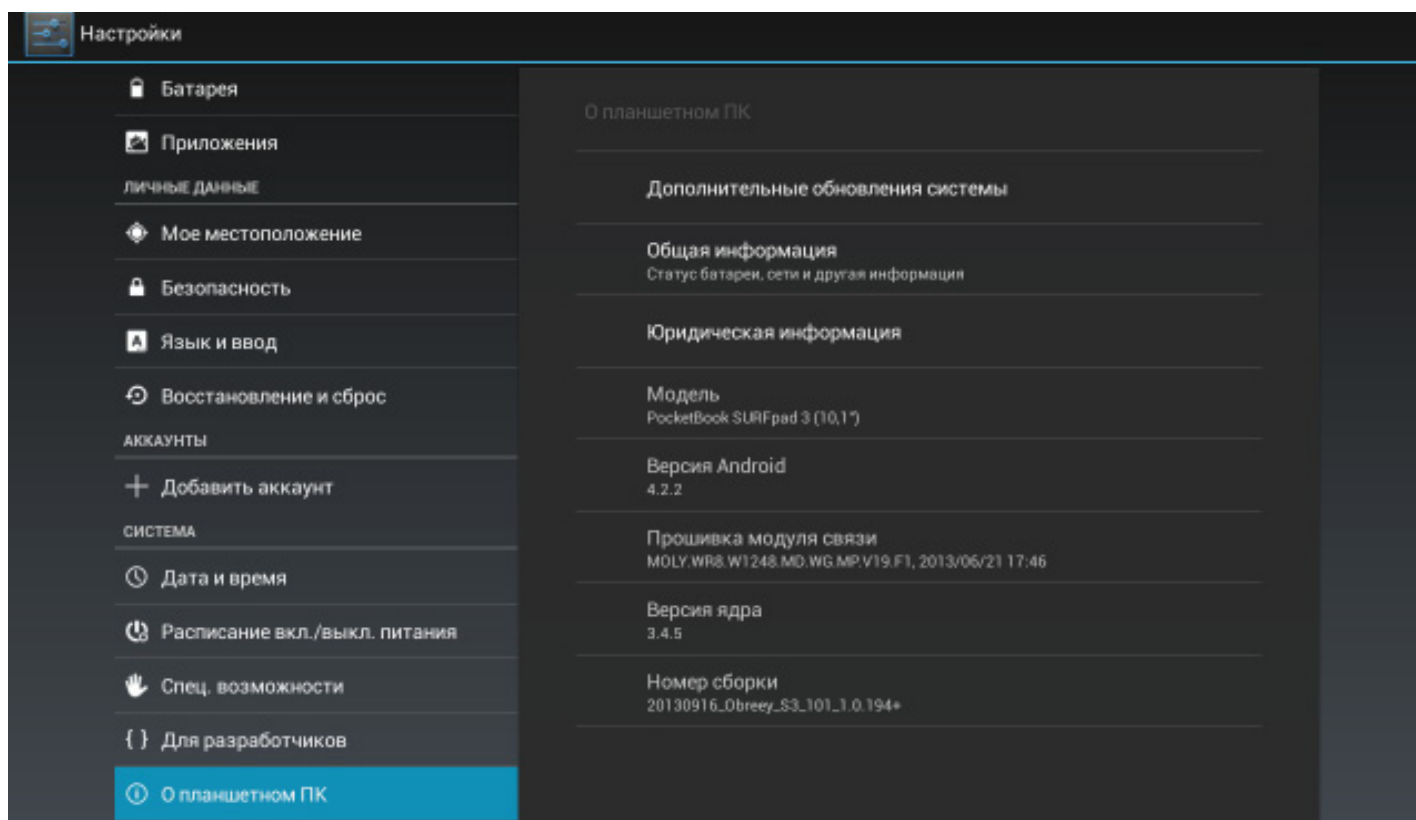 Настройки
Батарея
Приложения
ЛИЧНЫЕ ДАННЫЕ
Мое местоположение
Безопасность
A Язык и ввод
Восстановление и сброс
АККАУНТЫ
Добавить аккаунт
СИСТЕМА
Дата и время
Расписание вкл./выкл. питания
Спец. возможности
{ } Для разработчиков
О планшетном ПК
О планшетном ПК
Дополнительные обновления системы
Общая информация
Статус батареи, сети и другая информация
Юридическая информация
Модель
PocketBook SURFpad 3 (10,1")
Версия Android
4.2.2
Прошивка модуля связи
MOLY.WR8.W1248.MD.WG.MP.V19.F1, 2013/06/21 17:46
Версия ядра
3.4.5
Номер сборки
20130916_Obreey_S3_101_1.0.194+